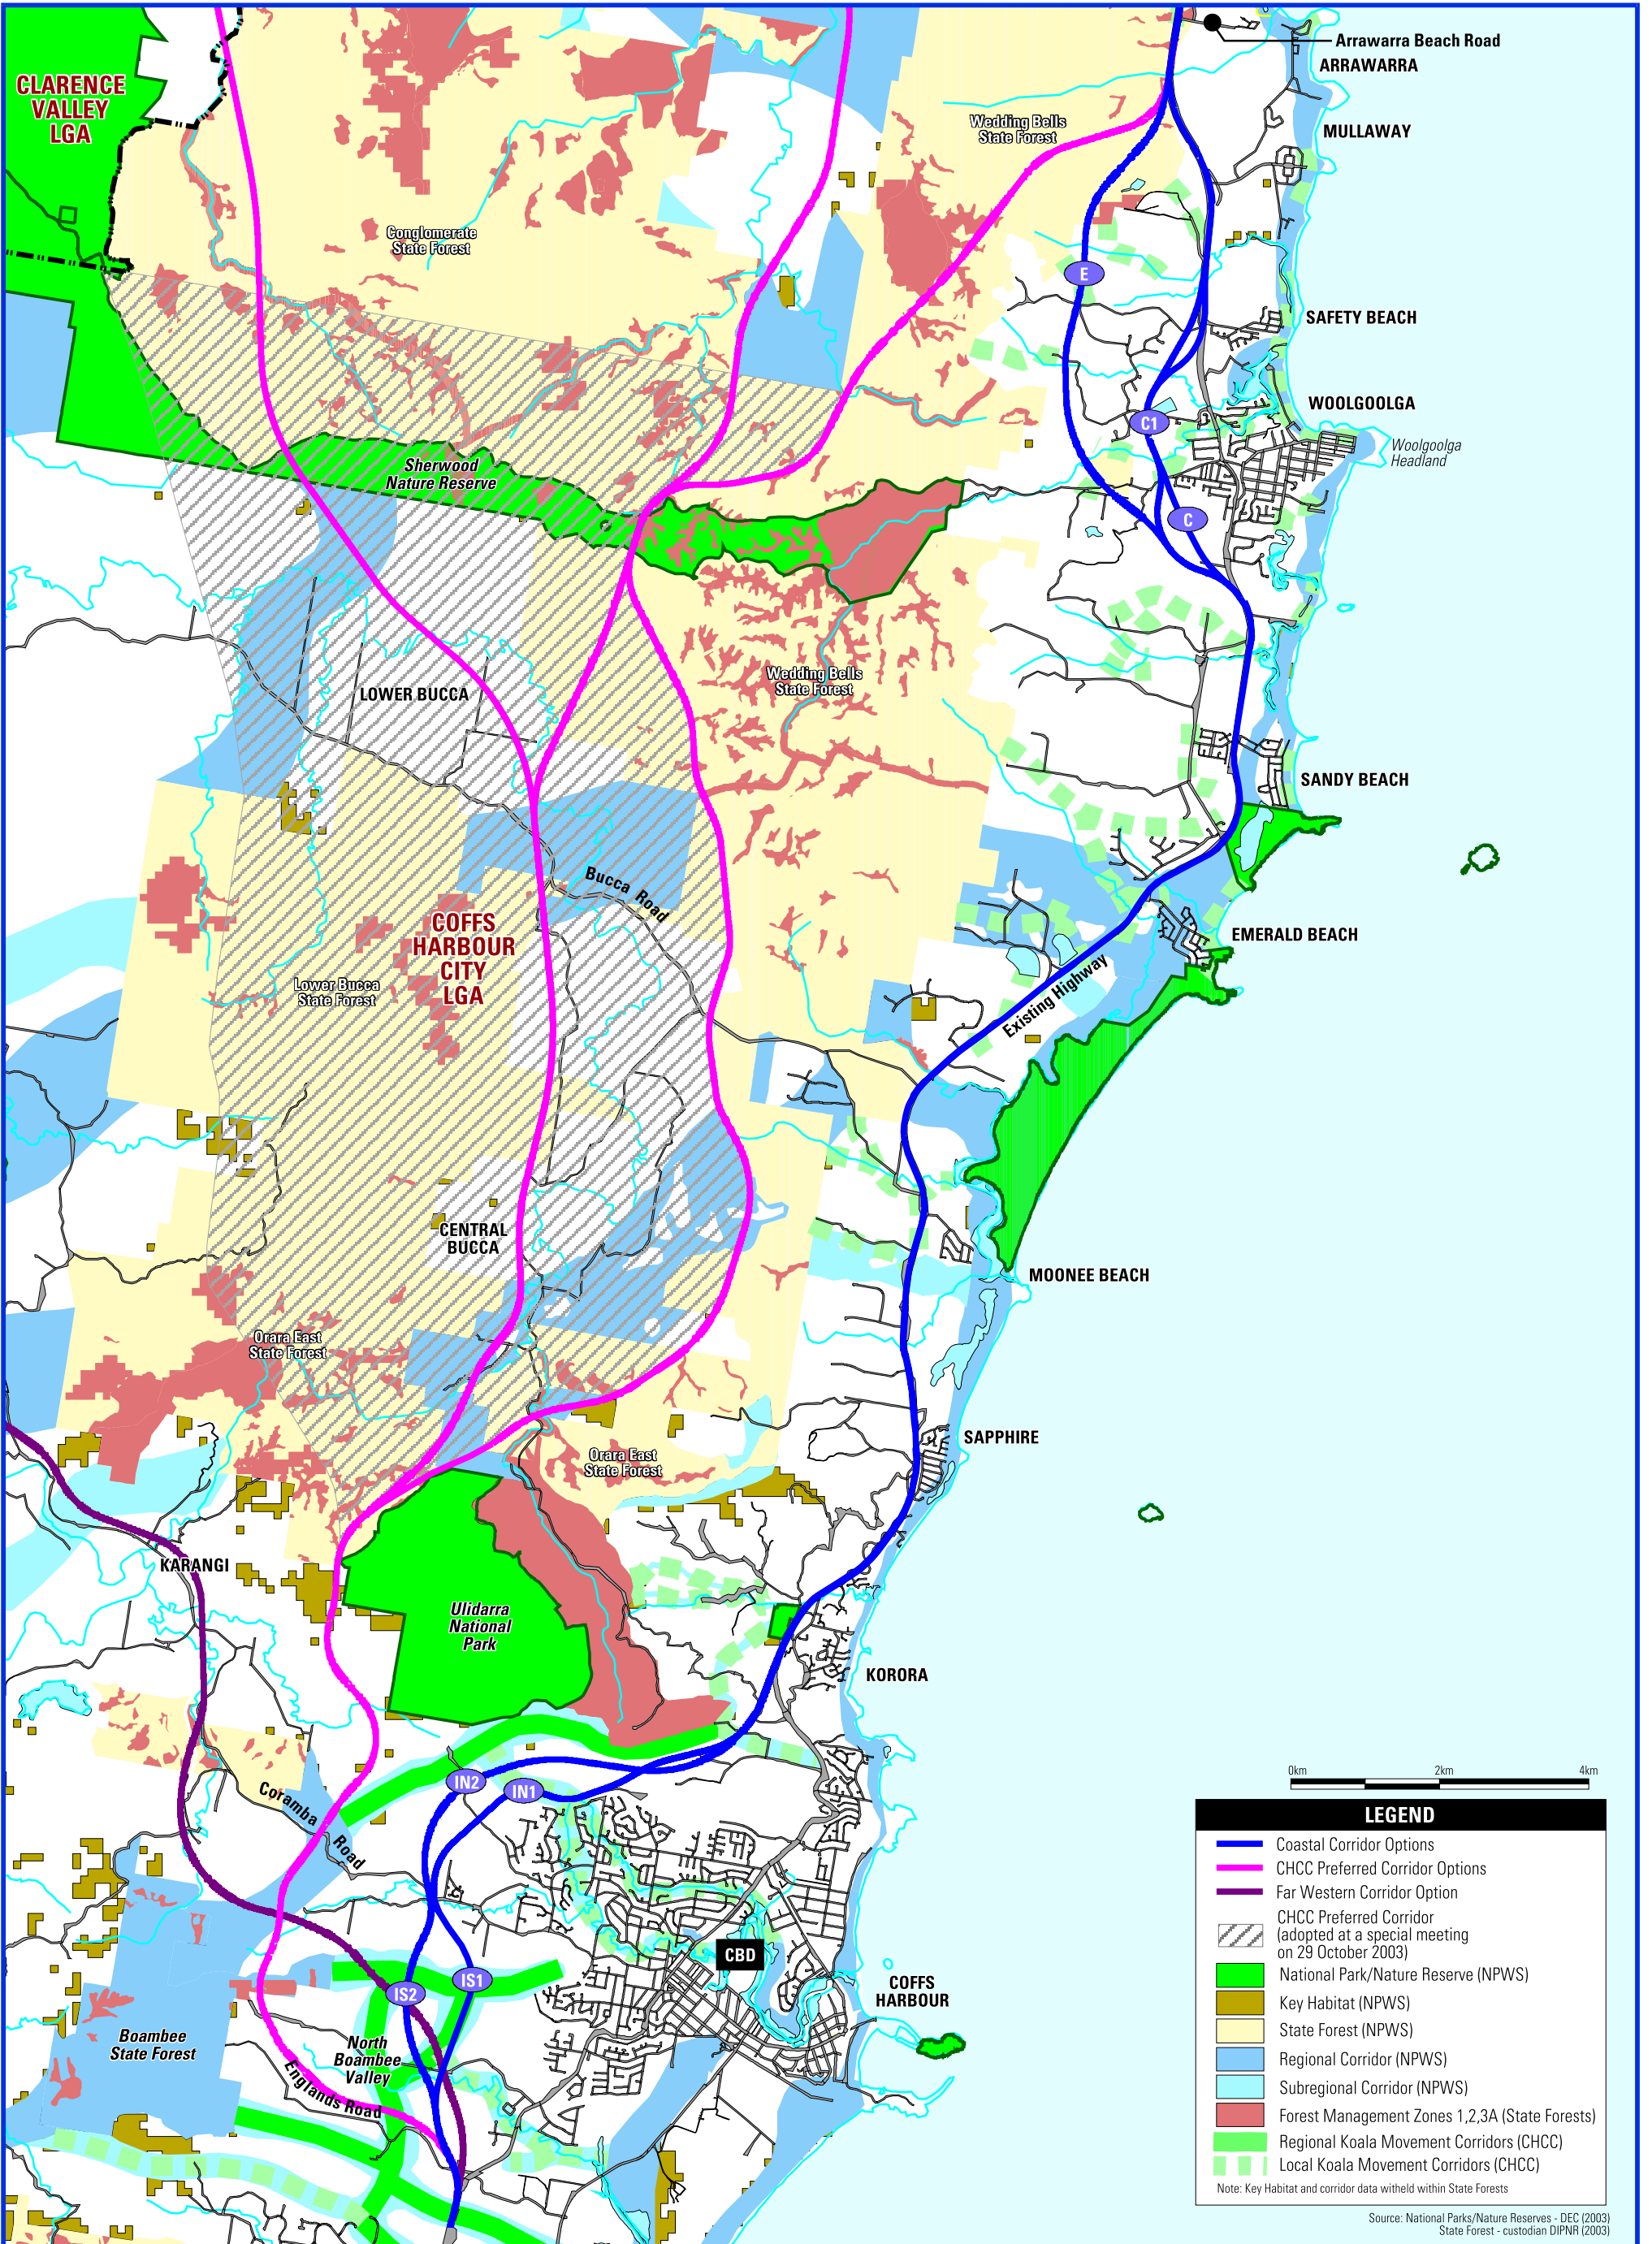 Arrawarra Beach Road
ARRAWARRA
CLARENCE
VALLEY
LGA
Wedding Bells
State Forest
MULLAWAY
Conglomerate
State Forest
E
SAFETY BEACH
WOOLGOOLGA
C1
Woolgoolga
Headland
Sherwood
Nature Reserve
C
Wedding Bells
State Forest
LOWER BUCCA
SANDY BEACH
Bucca Road
COFFS
HARBOUR
CITY
LGA
EMERALD BEACH
Lower Bucca
State Forest
Existing Highway
CENTRAL
BUCCA
MOONEE BEACH
Orara East
State Forest
SAPPHIRE
Orara East
State Forest
KARANGI
Ulidarra
National
Park
KORORA
IN2
IN1
Coramba Road
CBD
IS1
IS2
COFFS
HARBOUR
Boambee
State Forest
North
Boambee
Valley
Englands Road
0km 2km 4km
LEGEND
Coastal Corridor Options
CHCC Preferred Corridor Options
Far Western Corridor Option
CHCC Preferred Corridor
(adopted at a special meeting
on 29 October 2003)
National Park/Nature Reserve (NPWS)
Key Habitat (NPWS)
State Forest (NPWS)
Regional Corridor (NPWS)
Subregional Corridor (NPWS)
Forest Management Zones 1,2,3A (State Forests)
Regional Koala Movement Corridors (CHCC)
Local Koala Movement Corridors (CHCC)
Note: Key Habitat and corridor data witheld within State Forests
Source: National Parks/Nature Reserves - DEC (2003)
State Forest - custodian DIPNR (2003)